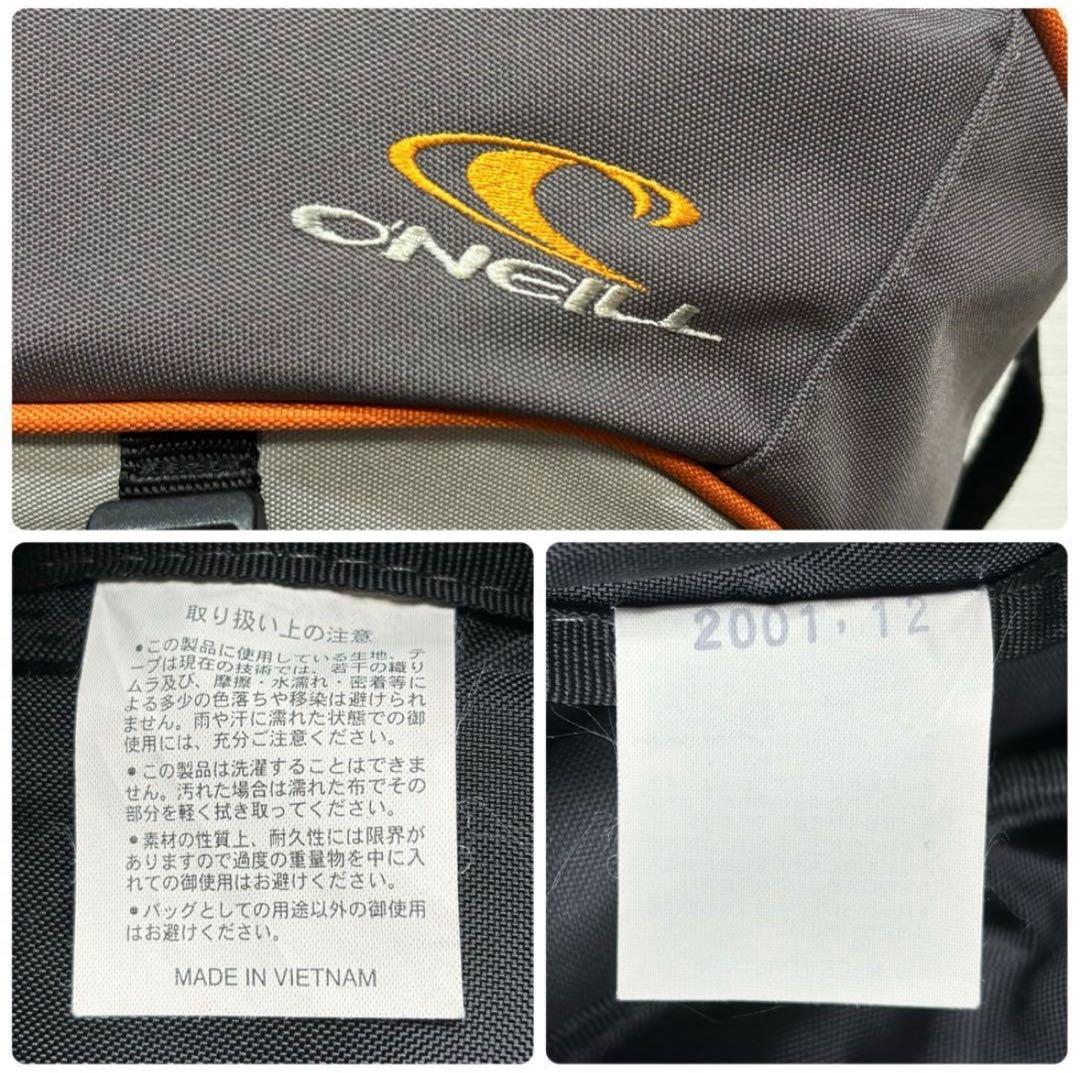 O'NEILL
取り扱い上の注意
●この製品に使用している生地、テ
ープは現在の技術では、若干の織り
ムラ及び、摩擦・水濡れ・密着等に
よる多少の色落ちや移染は避けられ
ません。雨や汗に濡れた状態での御
使用には、充分ご注意ください。
●この製品は洗濯することはできま
せん。汚れた場合は濡れた布でその
部分を軽く拭き取ってください。
●素材の性質上、耐久性には限界が
ありますので過度の重量物を中に入
れての御使用はお避けください。
●バッグとしての用途以外の御使用
はお避けください。
MADE IN VIETNAM
2001.12